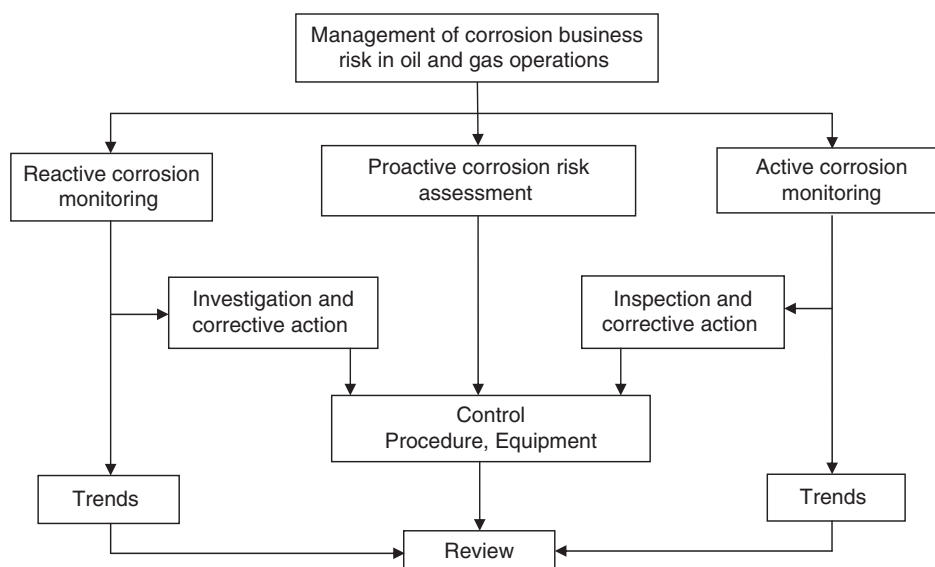 Management of corrosion business
risk in oil and gas operations
Reactive corrosion
monitoring
Proactive corrosion risk
assessment
Active corrosion
monitoring
Investigation and
corrective action
Inspection and
corrective action
Control
Procedure, Equipment
Trends
Trends
Review